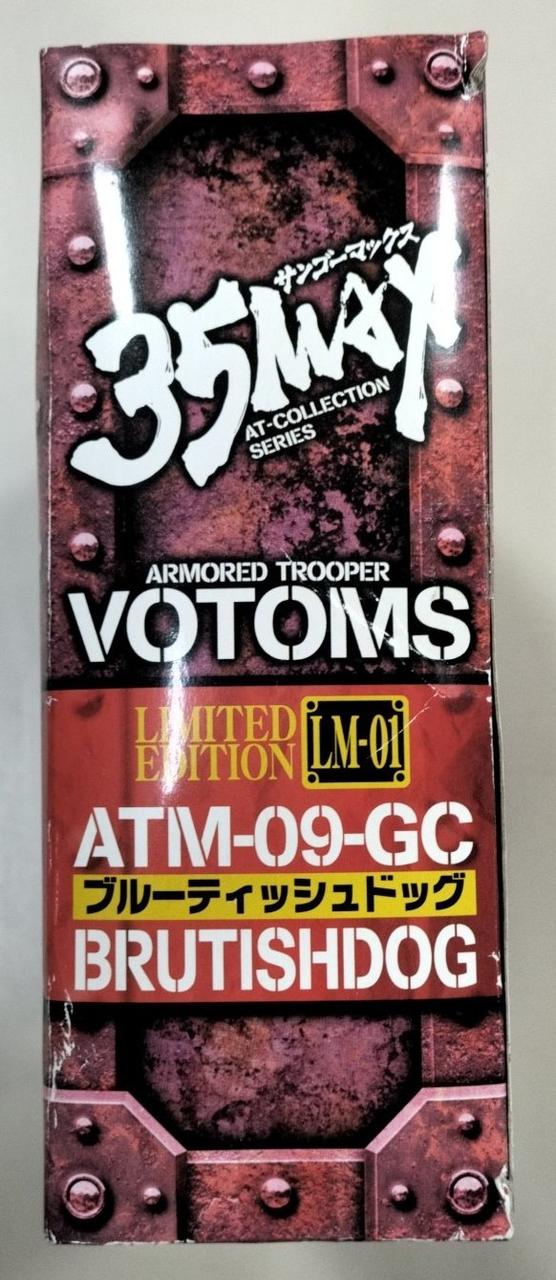 サンゴーマックス
35MAX
AT-COLLECTION
SERIES
ARMORED TROOPER
VOTOMS
LIMITED
EDITION
LM-01
ATM-09-GC
ブルーティッシュドッグ
BRUTISHDOG